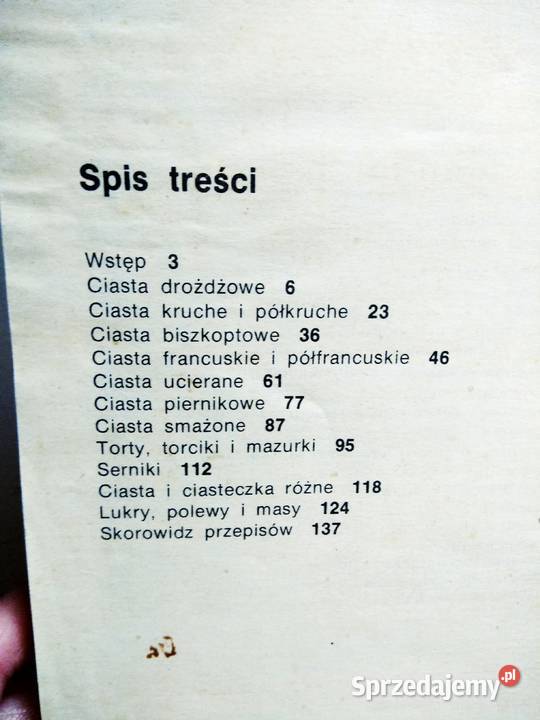 Spis treści
Wstęp 3
Ciasta drożdżowe 6
Ciasta kruche i półkruche 23
Ciasta biszkoptowe 36
Ciasta francuskie i półfrancuskie 46
Ciasta ucierane 61
Ciasta piernikowe 77
Ciasta smażone 87
Torty, torciki i mazurki 95
Serniki 112
Ciasta i ciasteczka różne 118
Lukry, polewy i masy 124
Skorowidz przepisów 137
Sprzedajemy.pl